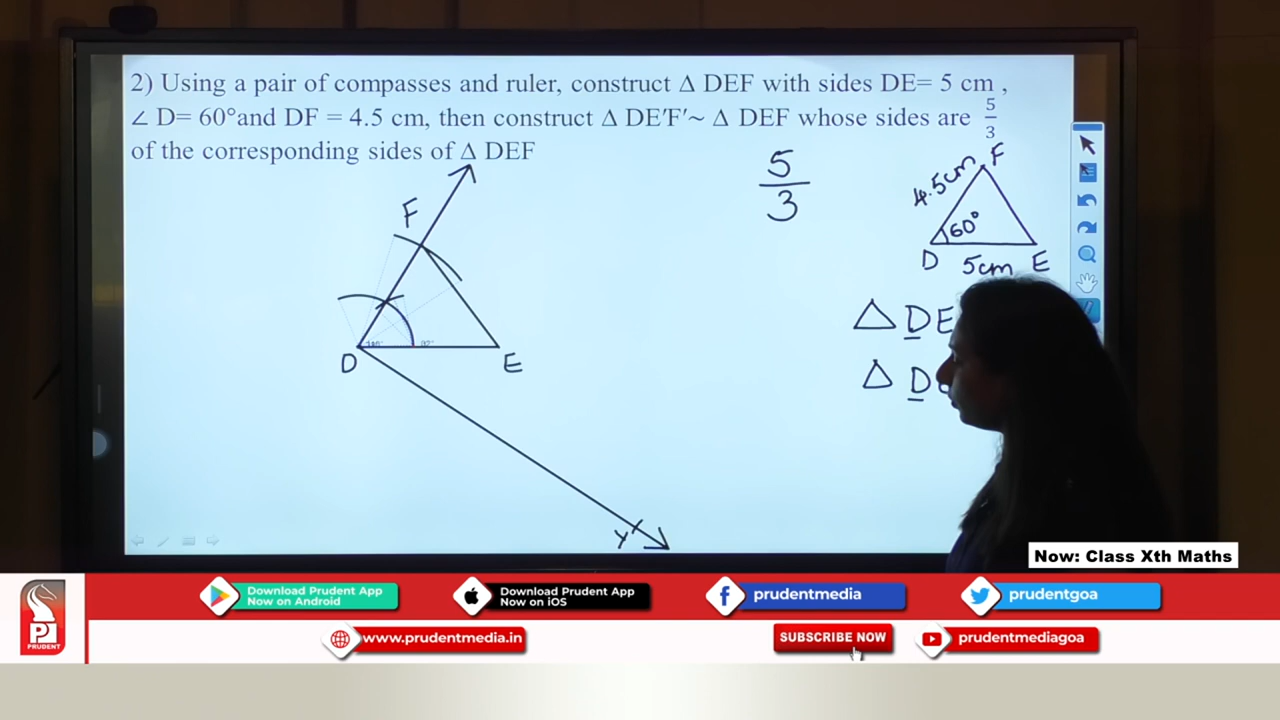 2) Using a pair of compasses and ruler, construct Δ DEF with sides DE= 5 cm ,
∠ D= 60°and DF = 4.5 cm, then construct Δ DE'F'~ Δ DEF whose sides are 5/3
of the corresponding sides of Δ DEF
5/3
F
4.5cm
60°
D 5cm E
F
D E
Y
Δ DE
Δ D
Now: Class Xth Maths
Download Prudent App
Now on Android
Download Prudent App
Now on iOS
prudentmedia
prudentgoa
PRUDENT
www.prudentmedia.in
SUBSCRIBE NOW
prudentmediagoa